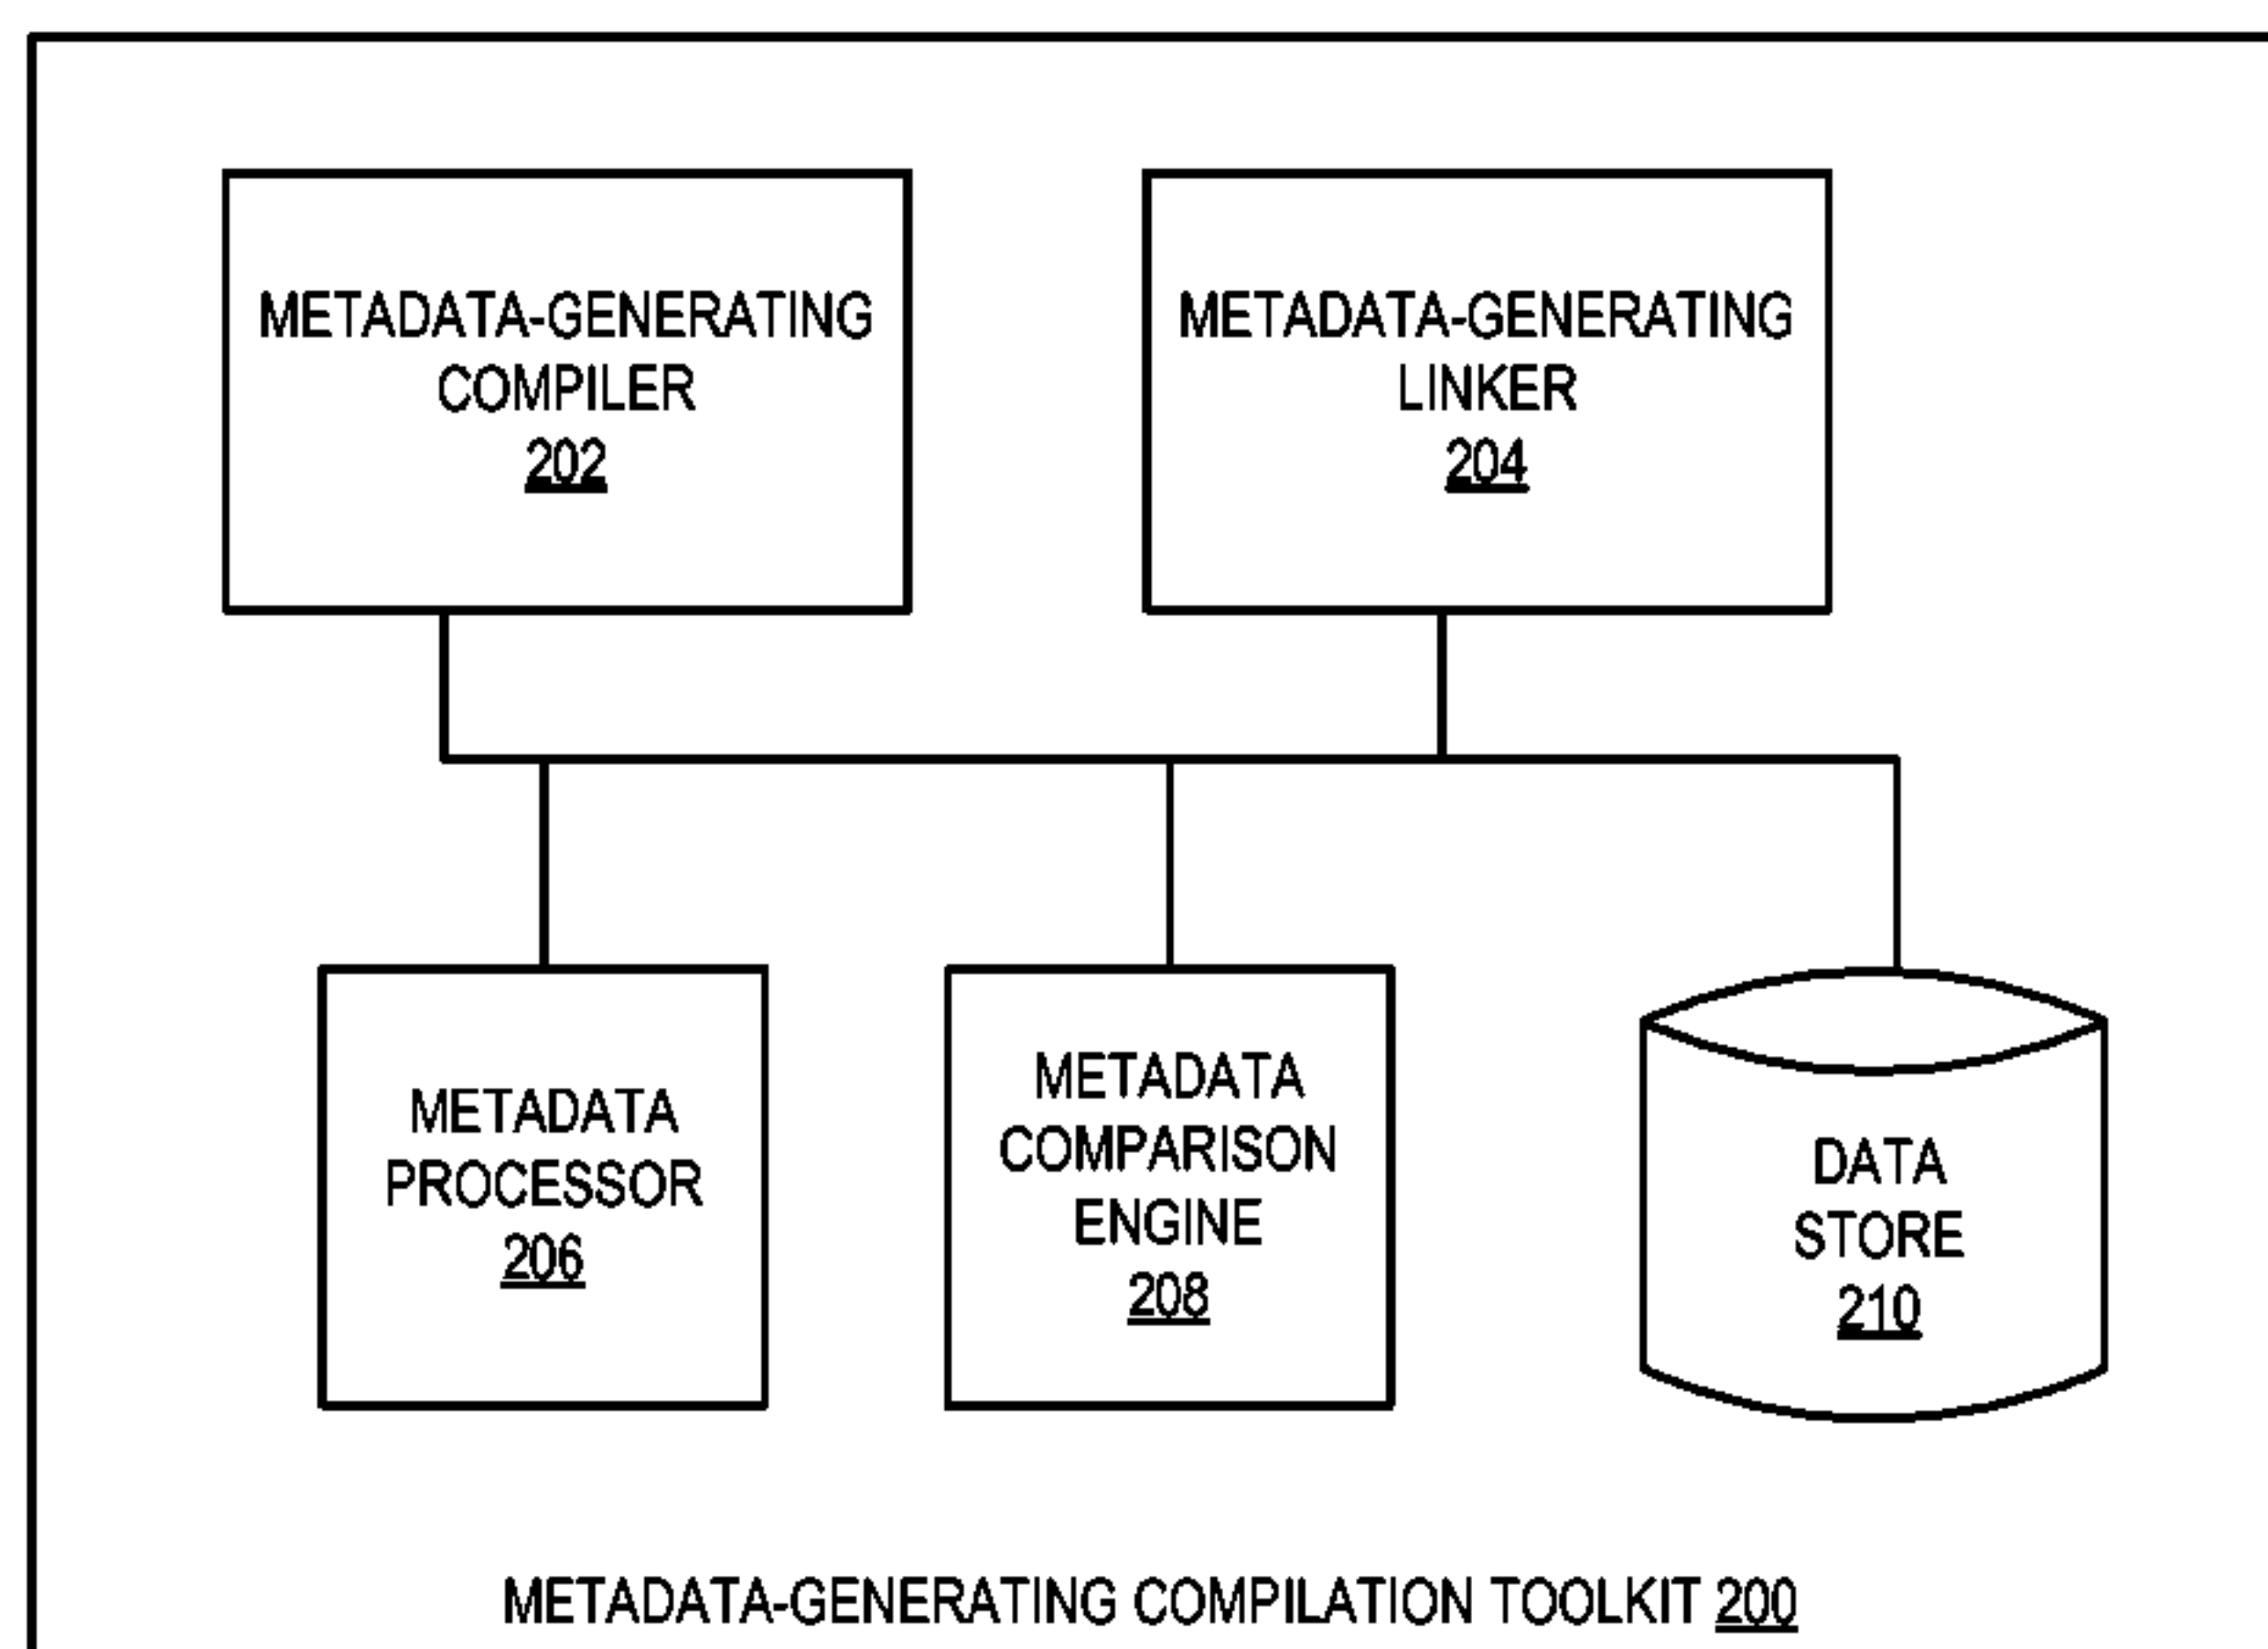 METADATA-GENERATING
COMPILER
202
METADATA-GENERATING
LINKER
204
METADATA
PROCESSOR
206
METADATA
COMPARISON
ENGINE
208
DATA
STORE
210
METADATA-GENERATING COMPILATION TOOLKIT 200